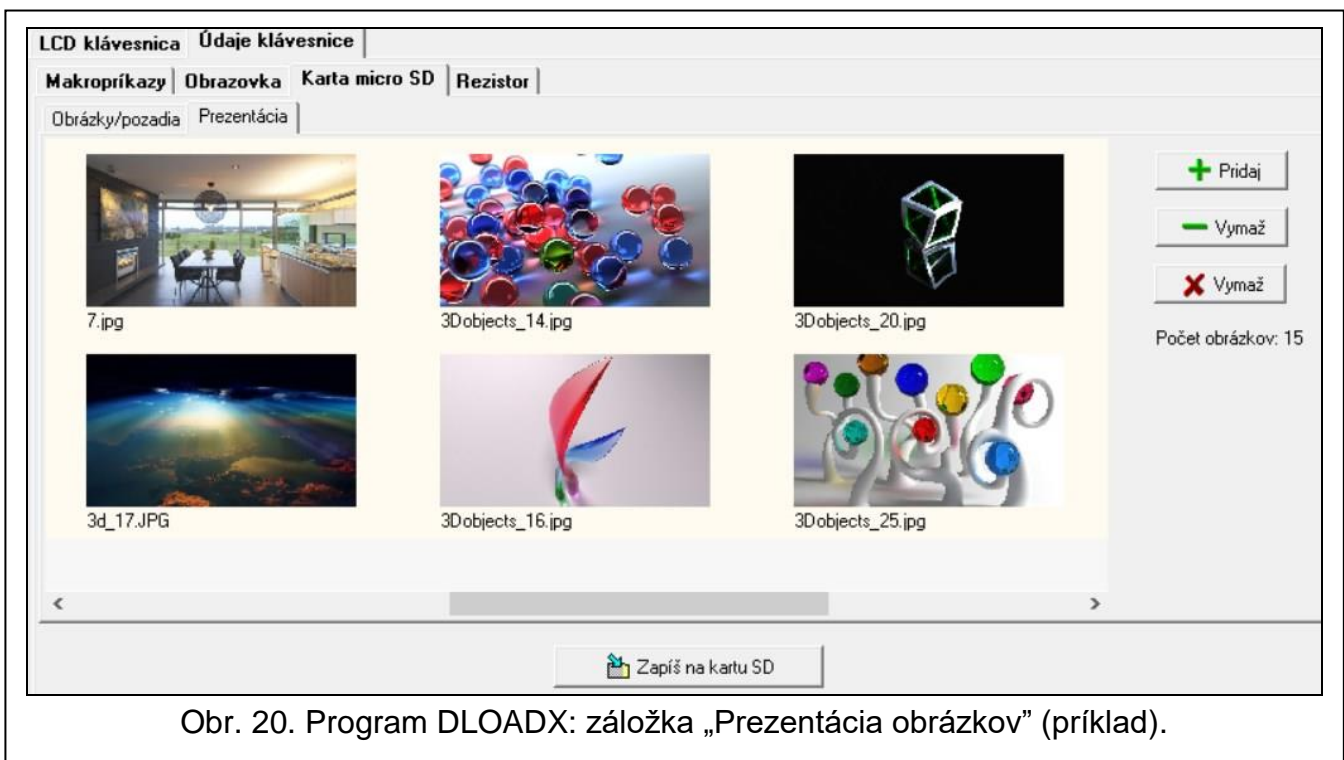 LCD klávesnica Údaje klávesnice
Makropríkazy Obrazovka Karta micro SD Rezistor
Obrázky/pozadia Prezentácia
Pridaj
Vymaž
Vymaž
Počet obrázkov: 15
7.jpg 3Dobjects_14.jpg 3Dobjects_20.jpg
3d_17.JPG 3Dobjects_16.jpg 3Dobjects_25.jpg
Zapíš na kartu SD
Obr. 20. Program DLOADX: záložka „Prezentácia obrázkov” (príklad).